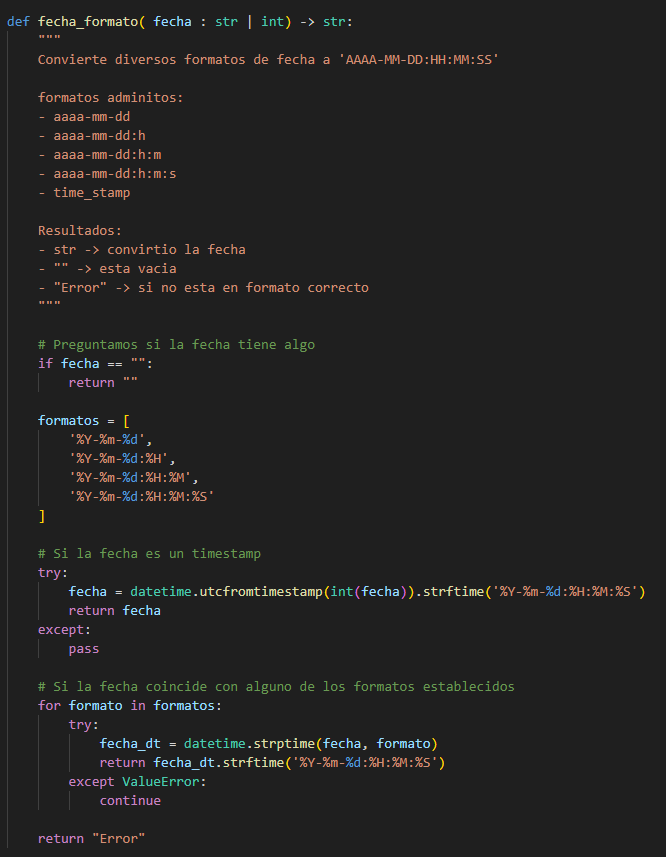 def fecha_formato( fecha : str | int) -> str:
    """
    Convierte diversos formatos de fecha a 'AAAA-MM-DD:HH:MM:SS'

    formatos adminitos:
    - aaaa-mm-dd
    - aaaa-mm-dd:h
    - aaaa-mm-dd:h:m
    - aaaa-mm-dd:h:m:s
    - time_stamp

    Resultados:
    - str -> convirtio la fecha
    - "" -> esta vacia
    - "Error" -> si no esta en formato correcto
    """

    # Preguntamos si la fecha tiene algo
    if fecha == "":
        return ""

    formatos = [
        '%Y-%m-%d',
        '%Y-%m-%d:%H',
        '%Y-%m-%d:%H:%M',
        '%Y-%m-%d:%H:%M:%S'
    ]

    # Si la fecha es un timestamp
    try:
        fecha = datetime.utcfromtimestamp(int(fecha)).strftime('%Y-%m-%d:%H:%M:%S')
        return fecha
    except:
        pass

    # Si la fecha coincide con alguno de los formatos establecidos
    for formato in formatos:
        try:
            fecha_dt = datetime.strptime(fecha, formato)
            return fecha_dt.strftime('%Y-%m-%d:%H:%M:%S')
        except ValueError:
            continue

    return "Error"